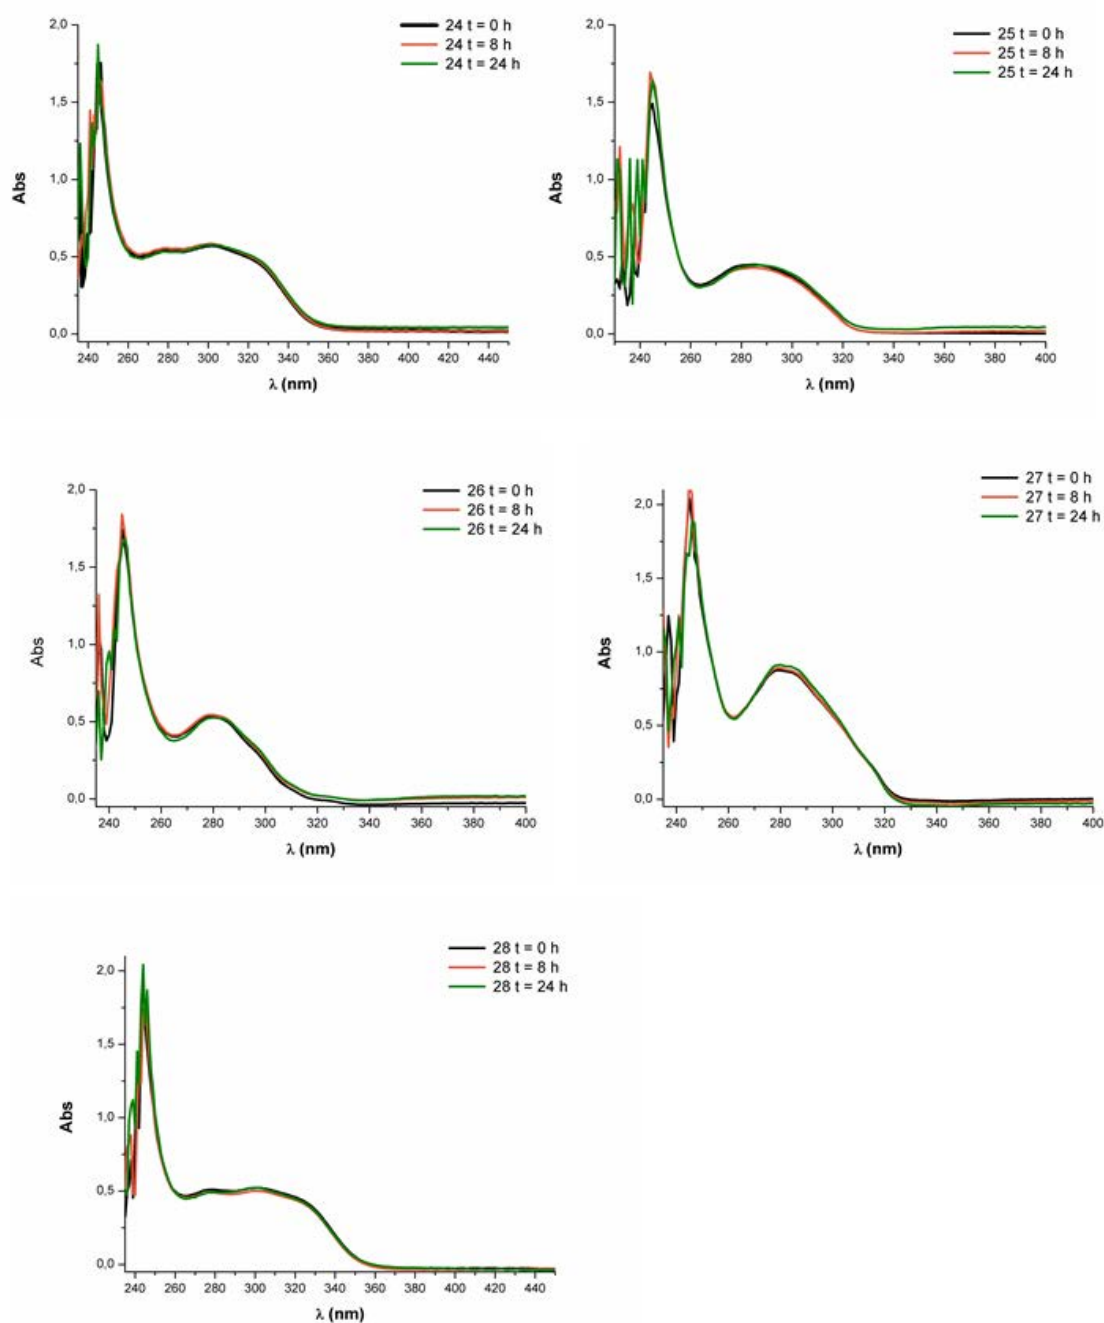 24 t = 0 h
24 t = 8 h
24 t = 24 h
2,0
1,5
1,0
0,5
0,0
Abs
240 260 280 300 320 340 360 380 400 420 440
λ (nm)
25 t = 0 h
25 t = 8 h
25 t = 24 h
2,0
1,5
1,0
0,5
0,0
Abs
240 260 280 300 320 340 360 380 400
λ (nm)
26 t = 0 h
26 t = 8 h
26 t = 24 h
2,0
1,5
1,0
0,5
0,0
Abs
240 260 280 300 320 340 360 380 400
λ (nm)
27 t = 0 h
27 t = 8 h
27 t = 24 h
2,0
1,5
1,0
0,5
0,0
Abs
240 260 280 300 320 340 360 380 400
λ (nm)
28 t = 0 h
28 t = 8 h
28 t = 24 h
2,0
1,5
1,0
0,5
0,0
Abs
240 260 280 300 320 340 360 380 400 420 440
λ (nm)